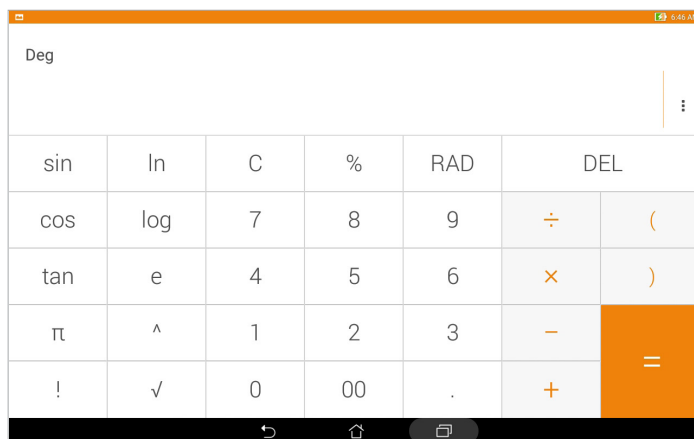 6:46 AM
Deg
sin ln C % RAD DEL
cos log 7 8 9 ÷ (
tan e 4 5 6 × )
π ^ 1 2 3 −
=
! √ 0 00 . +